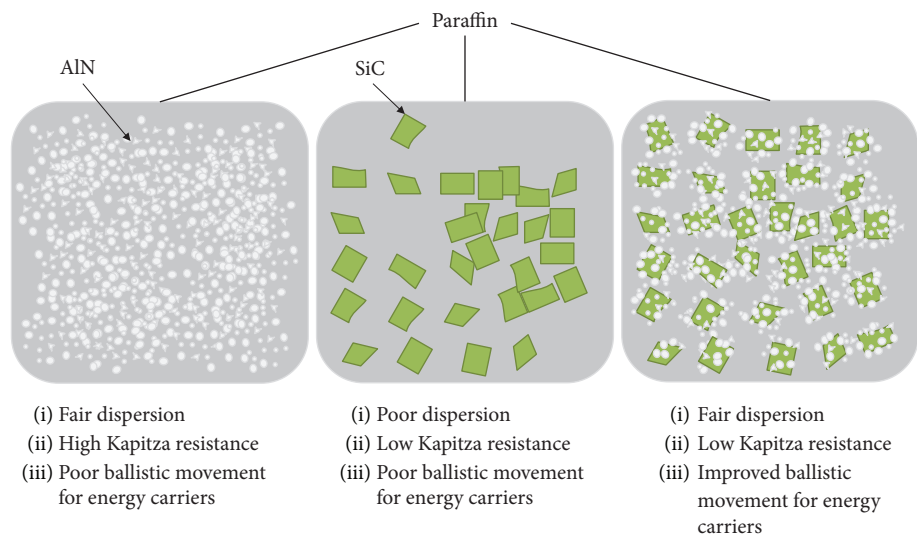 Paraffin
AlN
SiC
(i) Fair dispersion
(ii) High Kapitza resistance
(iii) Poor ballistic movement
for energy carriers
(i) Poor dispersion
(ii) Low Kapitza resistance
(iii) Poor ballistic movement
for energy carriers
(i) Fair dispersion
(ii) Low Kapitza resistance
(iii) Improved ballistic
movement for energy
carriers